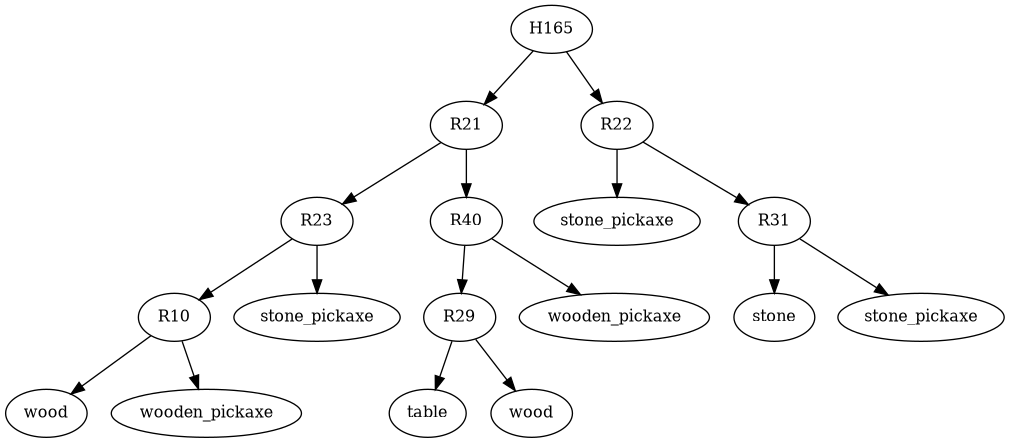 H165
R21
R22
R23
R40
stone_pickaxe
R31
R10
stone_pickaxe
R29
wooden_pickaxe
stone
stone_pickaxe
wood
wooden_pickaxe
table
wood